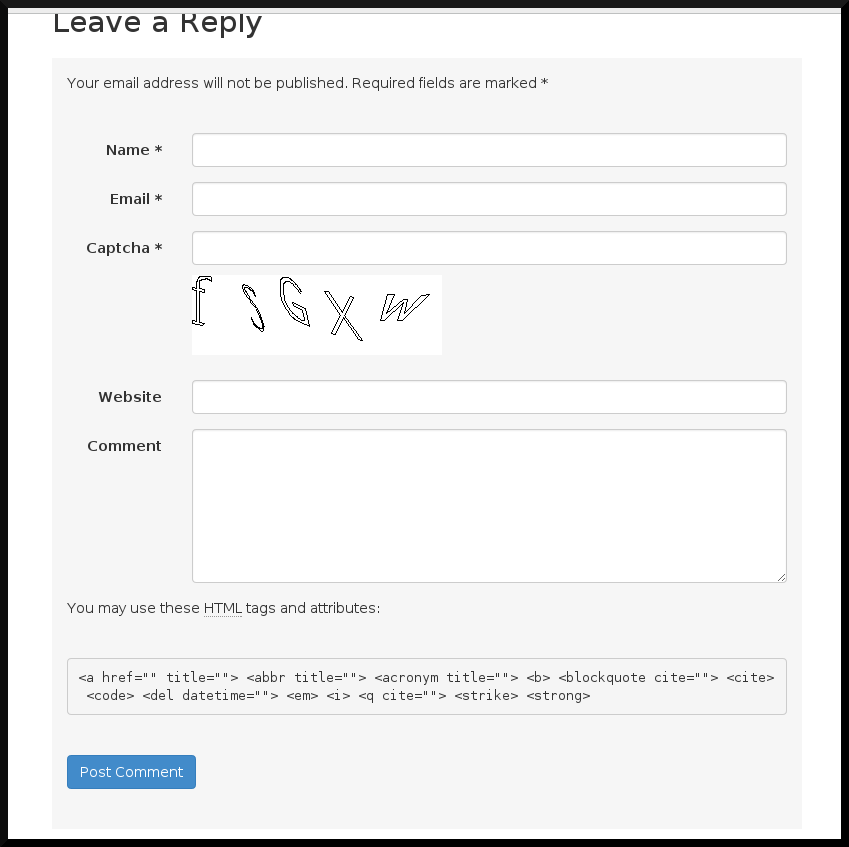 Leave a Reply
Your email address will not be published. Required fields are marked *
Name *
Email *
Captcha *
f s G X w
Website
Comment
You may use these HTML tags and attributes:
<a href="" title=""> <abbr title=""> <acronym title=""> <b> <blockquote cite=""> <cite>
<code> <del datetime=""> <em> <i> <q cite=""> <strike> <strong>
Post Comment